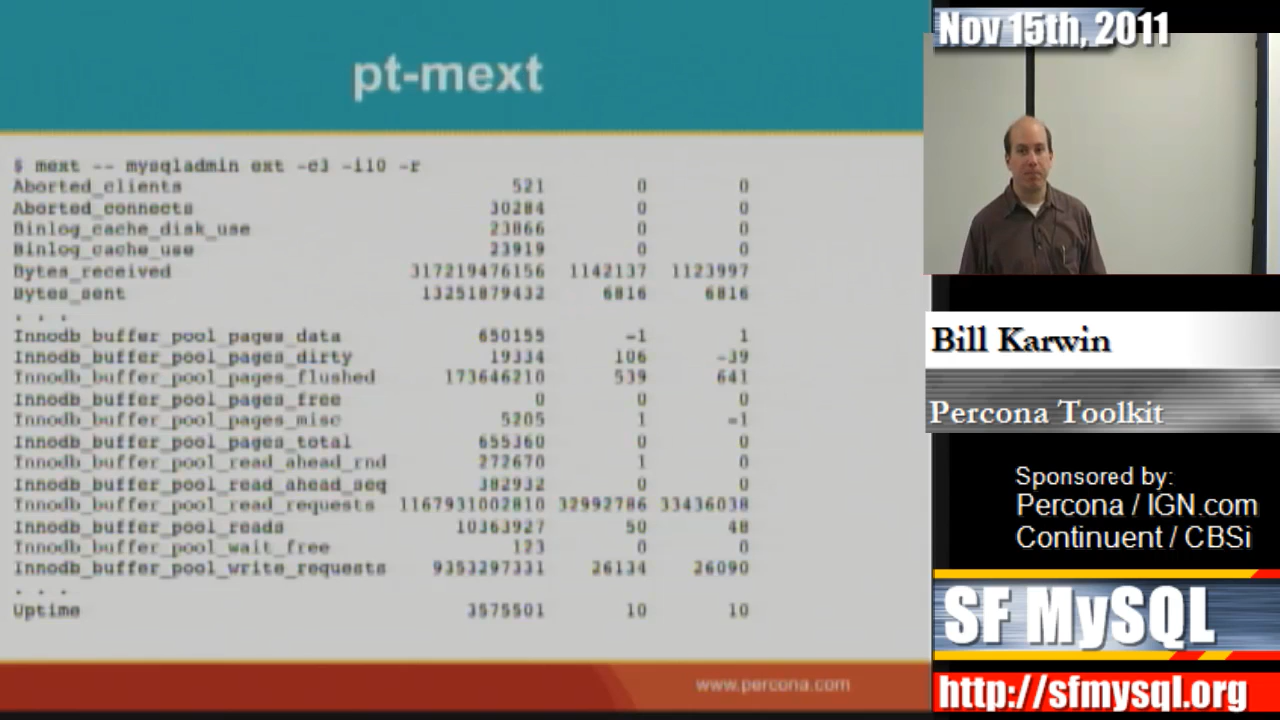 pt-mext
$ mext -- mysqladmin ext -c3 -i10 -r
Aborted_clients 521 0 0
Aborted_connects 30284 0 0
Binlog_cache_disk_use 23866 0 0
Binlog_cache_use 23919 0 0
Bytes_received 317219476156 1142137 1123997
Bytes_sent 13251879432 6816 6816
. . .
Innodb_buffer_pool_pages_data 650155 -1 1
Innodb_buffer_pool_pages_dirty 19334 106 -39
Innodb_buffer_pool_pages_flushed 173646210 539 641
Innodb_buffer_pool_pages_free 0 0 0
Innodb_buffer_pool_pages_misc 5205 1 -1
Innodb_buffer_pool_pages_total 655360 0 0
Innodb_buffer_pool_read_ahead_rnd 272670 1 0
Innodb_buffer_pool_read_ahead_seq 382932 0 0
Innodb_buffer_pool_read_requests 1167931002810 32992786 33436038
Innodb_buffer_pool_reads 10363927 50 48
Innodb_buffer_pool_wait_free 123 0 0
Innodb_buffer_pool_write_requests 9353297331 26134 26090
. . .
Uptime 3575501 10 10
www.percona.com
Nov 15th, 2011
Bill Karwin
Percona Toolkit
Sponsored by:
Percona / IGN.com
Continuent / CBSi
SF MySQL
http://sfmysql.org